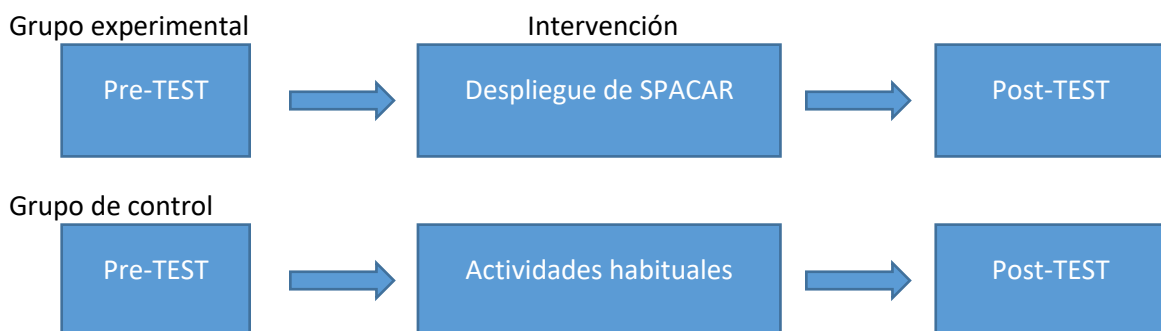 Grupo experimental
Intervención
Pre-TEST
Despliegue de SPACAR
Post-TEST
Grupo de control
Pre-TEST
Actividades habituales
Post-TEST